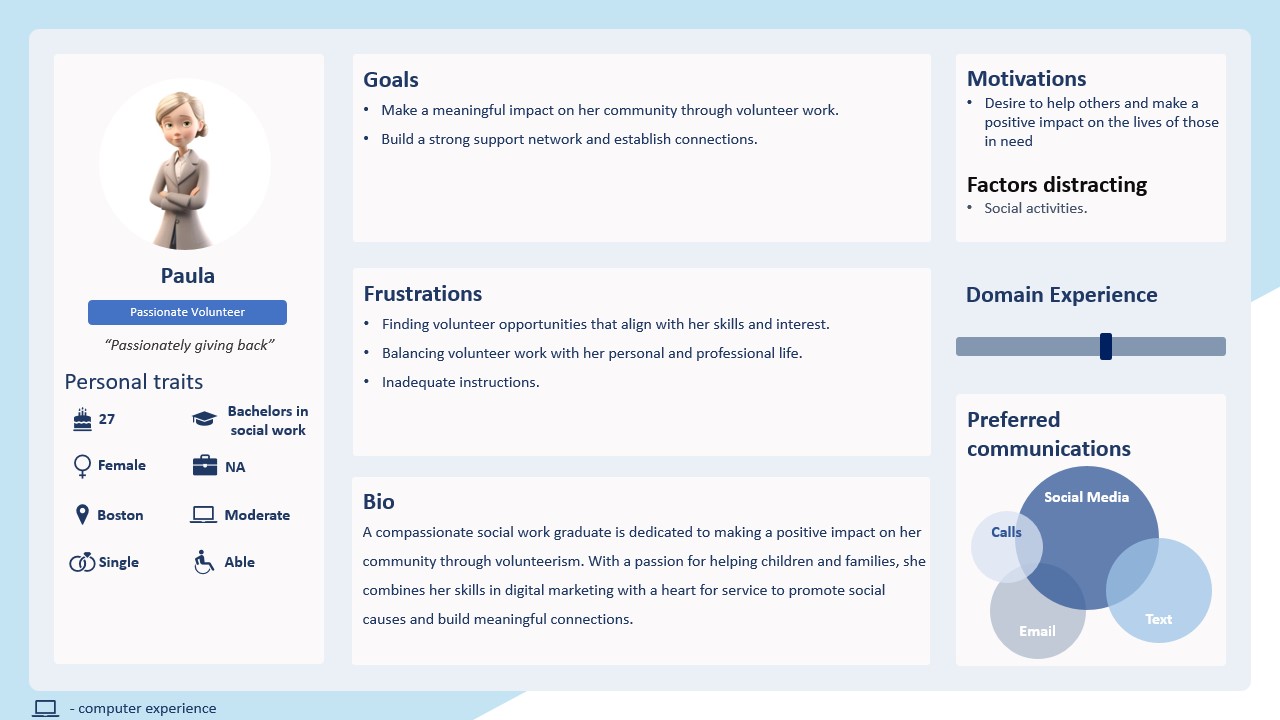 Paula
Passionate Volunteer
“Passionately giving back”
Personal traits
27
Bachelors in
social work
Female
NA
Boston
Moderate
Single
Able
Goals
• Make a meaningful impact on her community through volunteer work.
• Build a strong support network and establish connections.
Frustrations
• Finding volunteer opportunities that align with her skills and interest.
• Balancing volunteer work with her personal and professional life.
• Inadequate instructions.
Bio
A compassionate social work graduate is dedicated to making a positive impact on her
community through volunteerism. With a passion for helping children and families, she
combines her skills in digital marketing with a heart for service to promote social
causes and build meaningful connections.
Motivations
• Desire to help others and make a
positive impact on the lives of those
in need
Factors distracting
• Social activities.
Domain Experience
Preferred
communications
Social Media
Calls
Text
Email
- computer experience